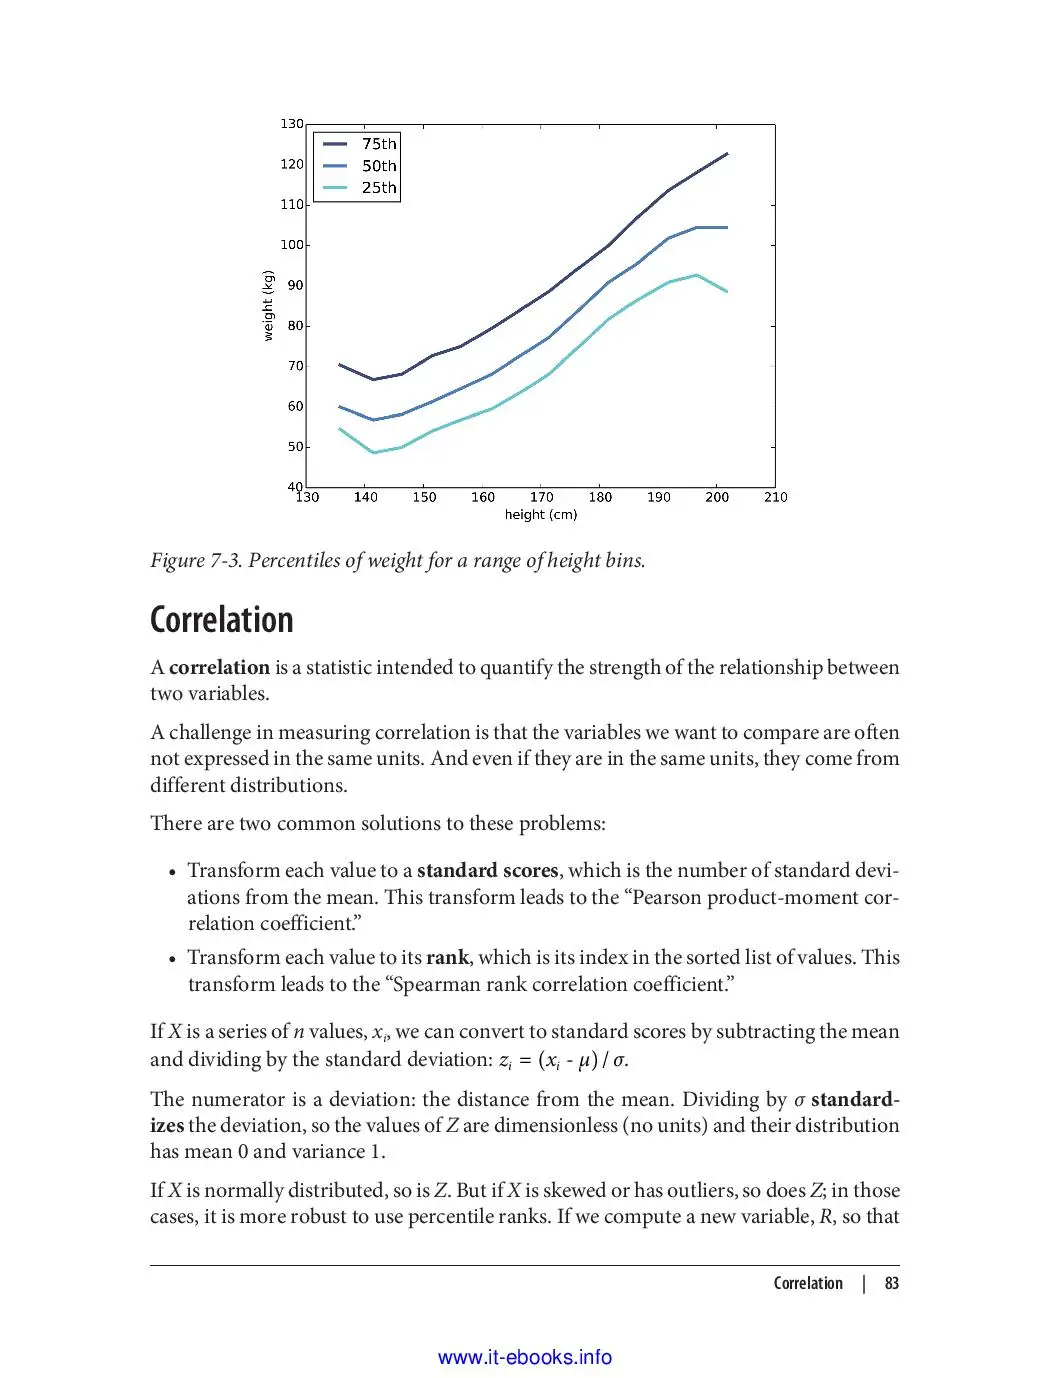 130
120
110
100
90
80
70
60
50
40
75th
50th
25th
weight (kg)
130 140 150 160 170 180 190 200 210
height (cm)
Figure 7-3. Percentiles of weight for a range of height bins.
Correlation
A correlation is a statistic intended to quantify the strength of the relationship between
two variables.
A challenge in measuring correlation is that the variables we want to compare are often
not expressed in the same units. And even if they are in the same units, they come from
different distributions.
There are two common solutions to these problems:
• Transform each value to a standard scores, which is the number of standard devi-
ations from the mean. This transform leads to the “Pearson product-moment cor-
relation coefficient.”
• Transform each value to its rank, which is its index in the sorted list of values. This
transform leads to the “Spearman rank correlation coefficient.”
If X is a series of n values, xᵢ, we can convert to standard scores by subtracting the mean
and dividing by the standard deviation: zᵢ = (xᵢ - μ) / σ.
The numerator is a deviation: the distance from the mean. Dividing by σ standard-
izes the deviation, so the values of Z are dimensionless (no units) and their distribution
has mean 0 and variance 1.
If X is normally distributed, so is Z. But if X is skewed or has outliers, so does Z; in those
cases, it is more robust to use percentile ranks. If we compute a new variable, R, so that
Correlation | 83
www.it-ebooks.info